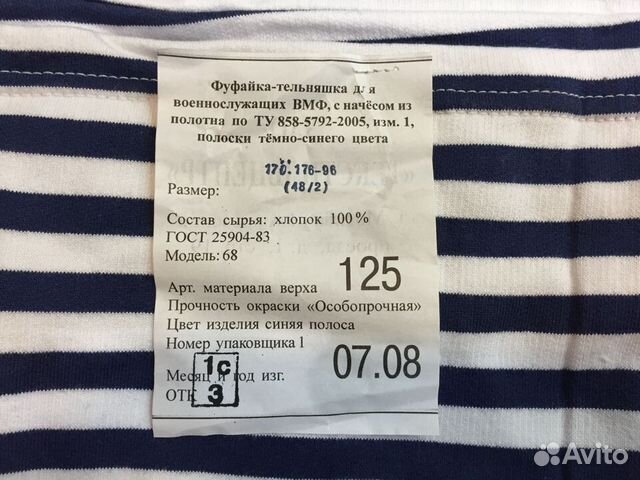 Фуфайка-тельняшка для
военнослужащих ВМФ, с начёсом из
полотна по ТУ 858-5792-2005, изм. 1,
полоски тёмно-синего цвета
170.176-96
Размер: (48/2)
Состав сырья: хлопок 100%
ГОСТ 25904-83
Модель: 68
Арт. материала верха 125
Прочность окраски «Особопрочная»
Цвет изделия синяя полоса
Номер упаковщика 1
Месяц и год изг. 07.08
ОТК
1с
3
Avito